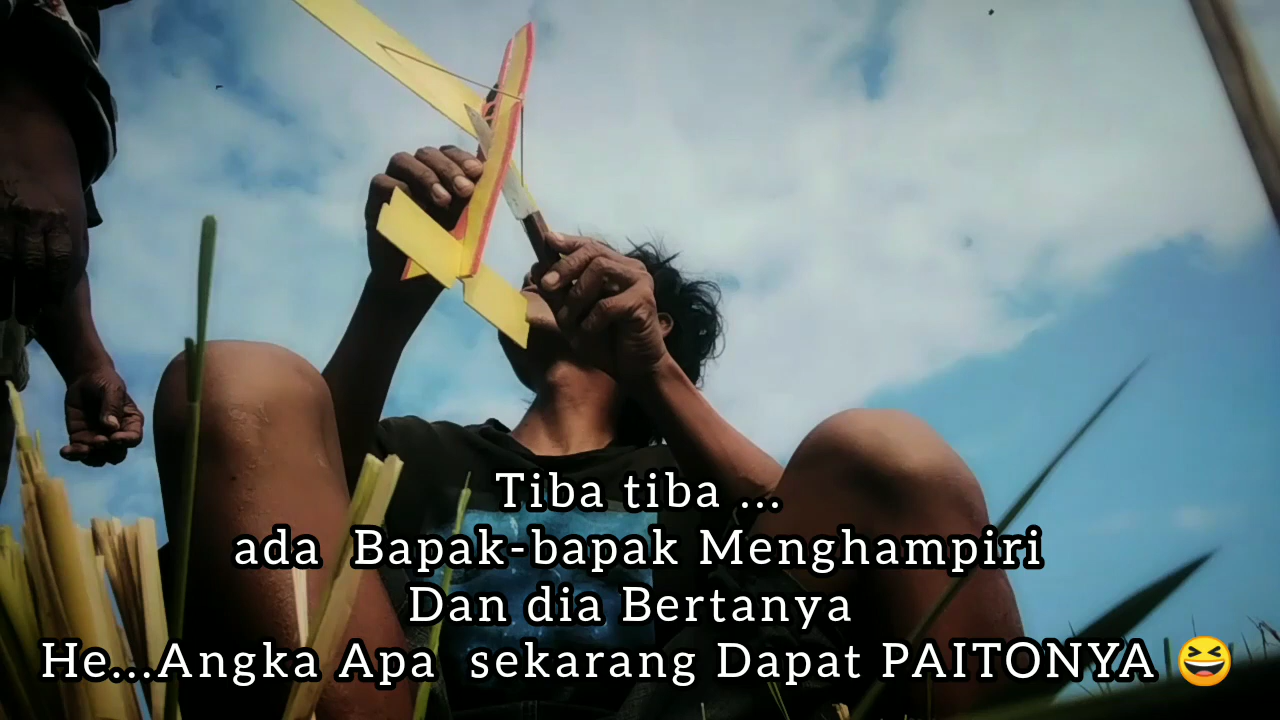 Tiba tiba ...
ada Bapak-bapak Menghampiri
Dan dia Bertanya
He...Angka Apa sekarang Dapat PAITONYA 😆